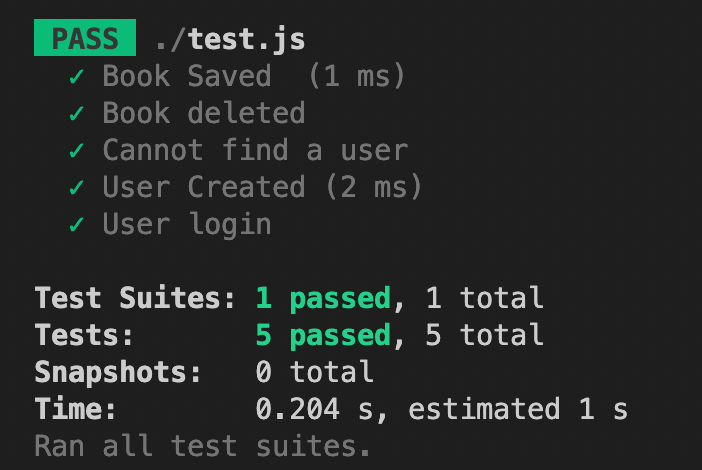 PASS ./test.js
✓ Book Saved  (1 ms)
✓ Book deleted
✓ Cannot find a user
✓ User Created (2 ms)
✓ User login
Test Suites: 1 passed, 1 total
Tests:       5 passed, 5 total
Snapshots:   0 total
Time:        0.204 s, estimated 1 s
Ran all test suites.